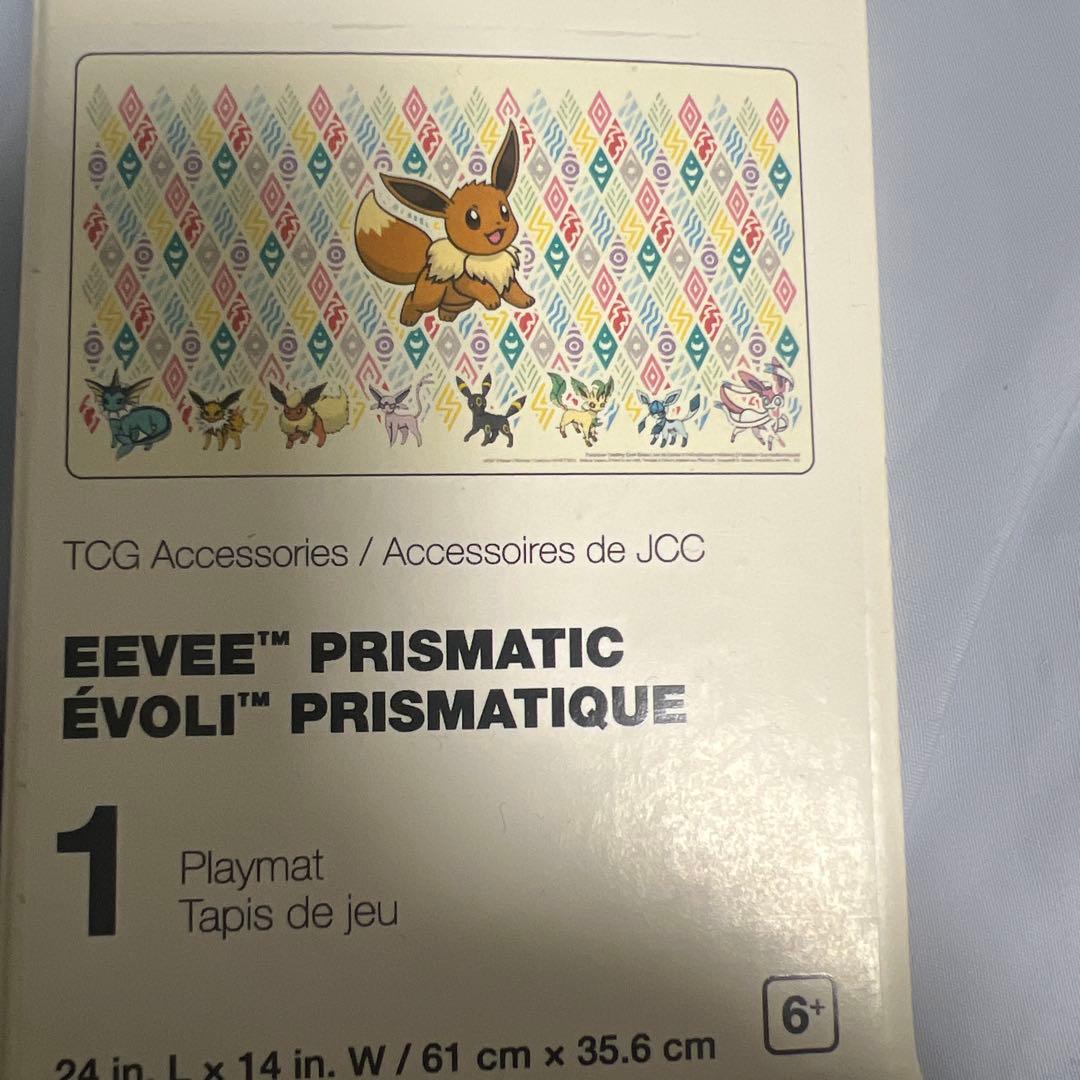 TCG Accessories / Accessoires de JCC
EEVEE™ PRISMATIC
ÉVOLI™ PRISMATIQUE
1
Playmat
Tapis de jeu
6+
24 in. L x 14 in. W / 61 cm x 35.6 cm